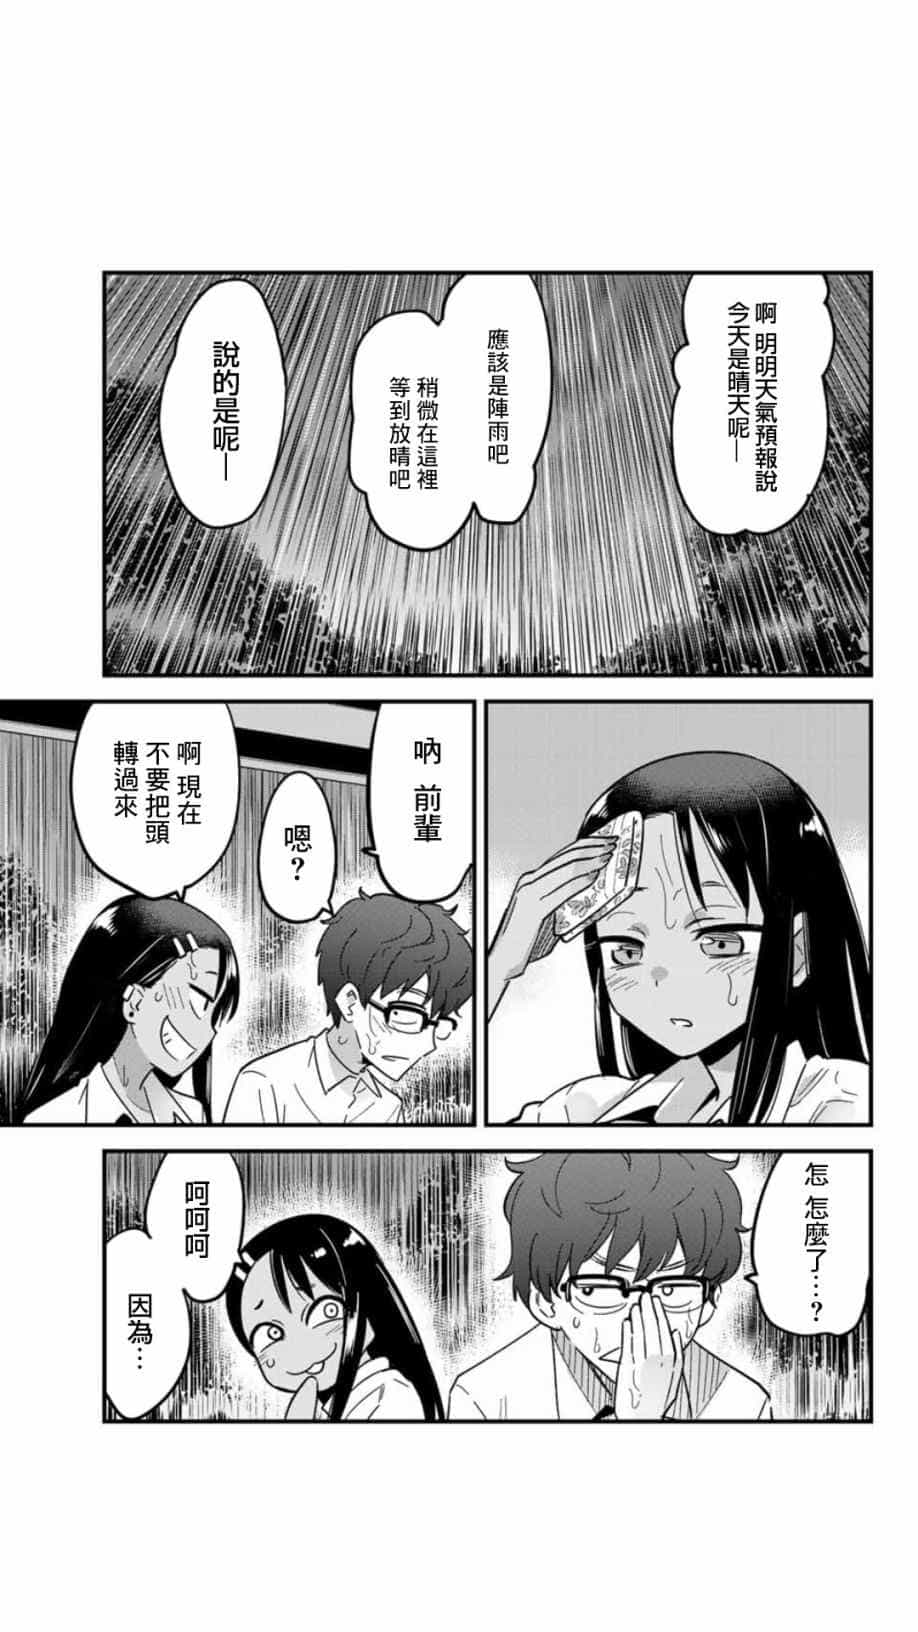 啊 明明天氣預報說
今天是晴天呢—
應該是陣雨吧
稍微在這裡
等到放晴吧
說的是呢—
吶 前輩
嗯?
啊 現在
不要把頭
轉過來
怎 怎麼了…?
呵呵呵
因為…